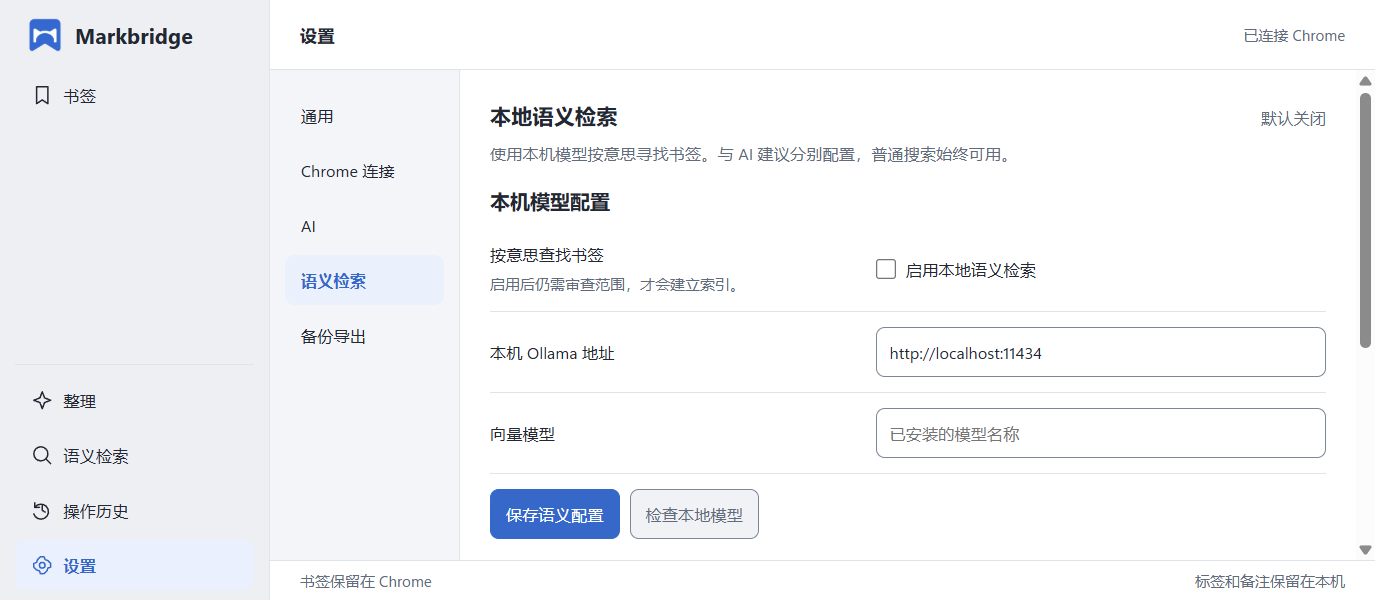 Markbridge
书签
整理
语义检索
操作历史
设置
设置
已连接 Chrome
通用
Chrome 连接
AI
语义检索
备份导出
本地语义检索
默认关闭
使用本机模型按意思寻找书签。与 AI 建议分别配置，普通搜索始终可用。
本机模型配置
按意思查找书签
启用后仍需审查范围，才会建立索引。
启用本地语义检索
本机 Ollama 地址
http://localhost:11434
向量模型
已安装的模型名称
保存语义配置
检查本地模型
书签保留在 Chrome
标签和备注保留在本机